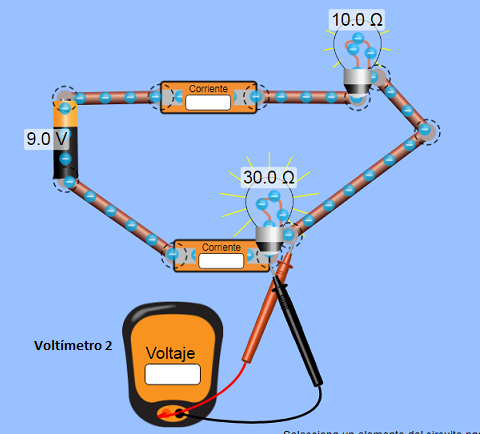 10.0 Ω
Corriente
9.0 V
30.0 Ω
Corriente
Voltímetro 2
Voltaje